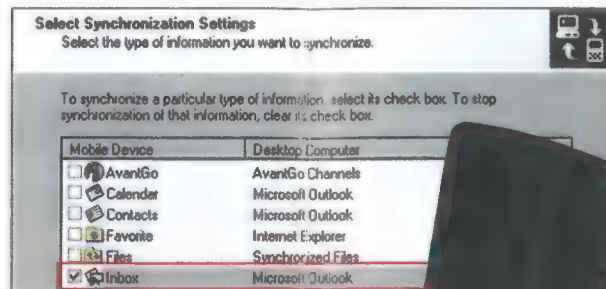 Select Synchronization Settings
Select the type of information you want to synchronize.
To synchronize a particular type of information, select its check box. To stop
synchronization of that information, clear its check box.
Mobile Device Desktop Computer
AvantGo AvantGo Channels
Calendar Microsoft Outlook
Contacts Microsoft Outlook
Favorite Internet Explorer
Files Synchronized Files
Inbox Microsoft Outlook